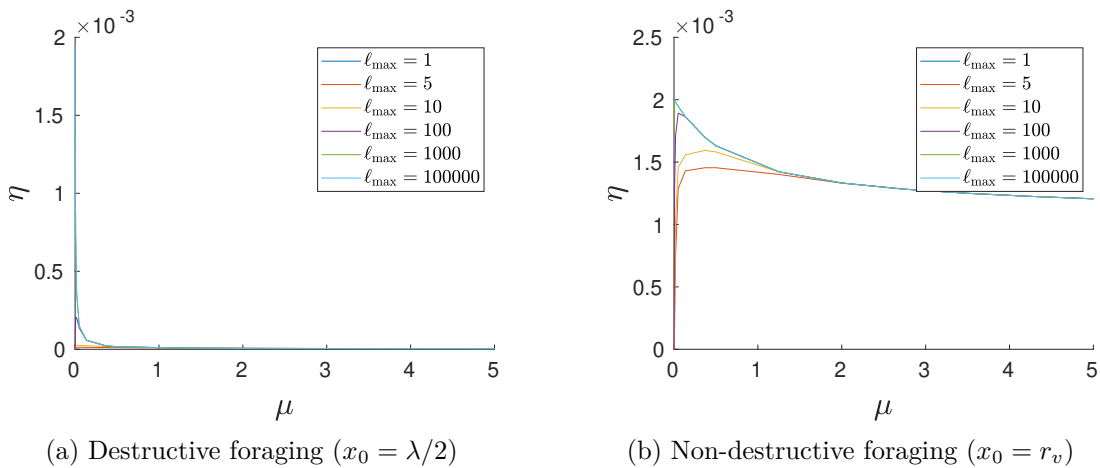 ×10⁻³
2
1.5
1
0.5
0
η
0 1 2 3 4 5
μ
ℓmax = 1
ℓmax = 5
ℓmax = 10
ℓmax = 100
ℓmax = 1000
ℓmax = 100000
(a) Destructive foraging (x₀ = λ/2)
×10⁻³
2.5
2
1.5
1
0.5
0
η
0 1 2 3 4 5
μ
ℓmax = 1
ℓmax = 5
ℓmax = 10
ℓmax = 100
ℓmax = 1000
ℓmax = 100000
(b) Non-destructive foraging (x₀ = rᵥ)